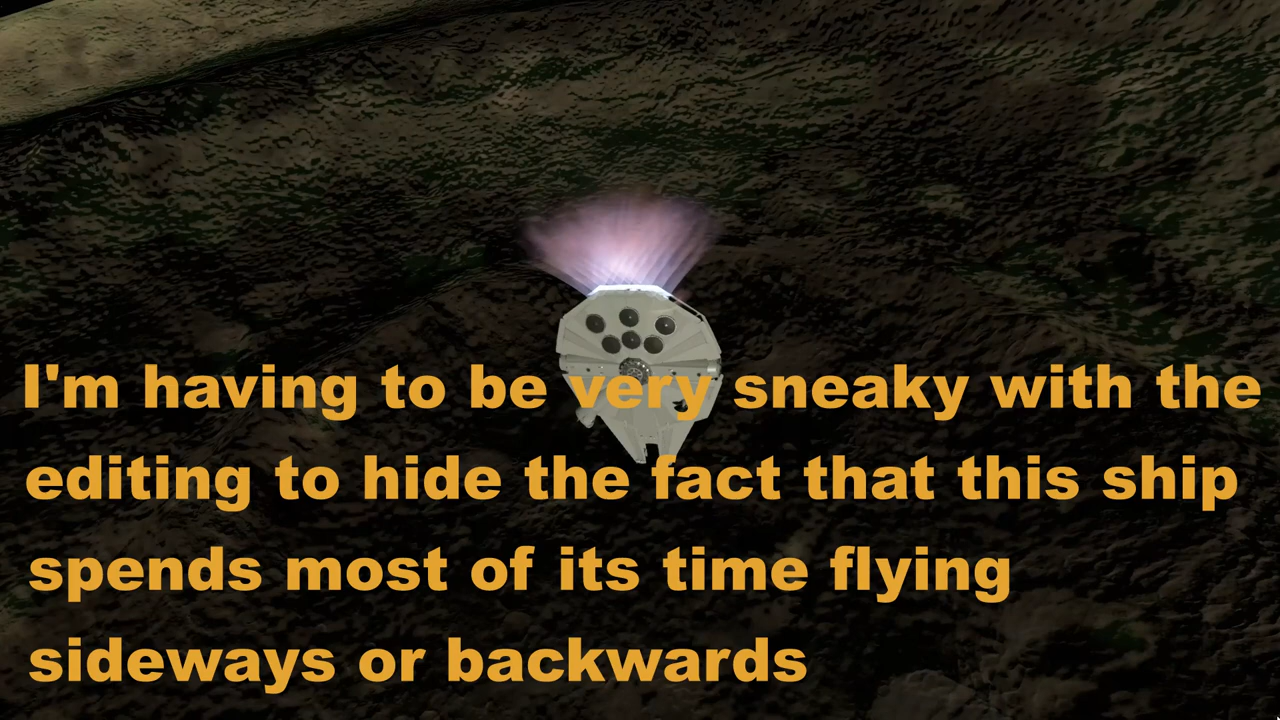 I'm having to be very sneaky with the
editing to hide the fact that this ship
spends most of its time flying
sideways or backwards